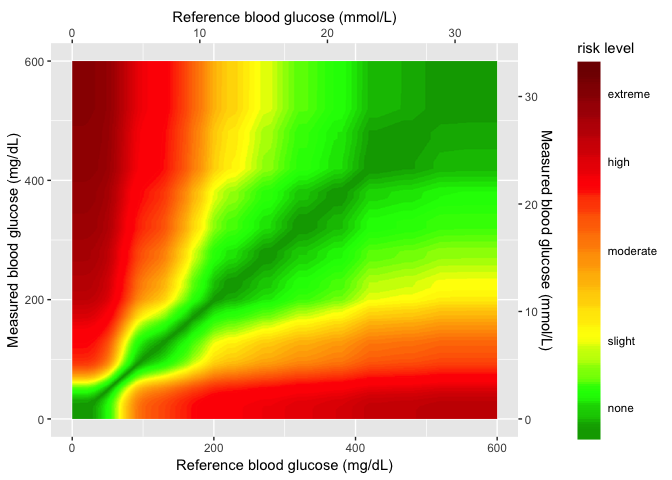 Reference blood glucose (mmol/L)
0 10 20 30
risk level
600
400
200
0
Measured blood glucose (mg/dL)
30
20
10
0
Measured blood glucose (mmol/L)
extreme
high
moderate
slight
none
0 200 400 600
Reference blood glucose (mg/dL)